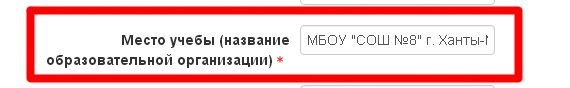 Место учебы (название
образовательной организации) *
МБОУ "СОШ №8" г. Ханты-